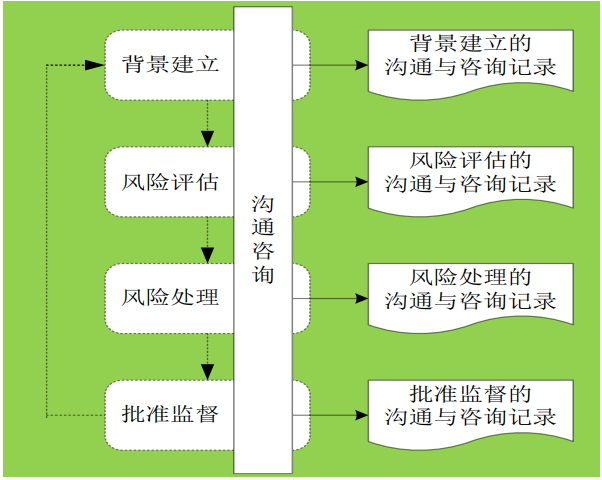 背景建立
风险评估
风险处理
批准监督
沟
通
咨
询
背景建立的
沟通与咨询记录
风险评估的
沟通与咨询记录
风险处理的
沟通与咨询记录
批准监督的
沟通与咨询记录